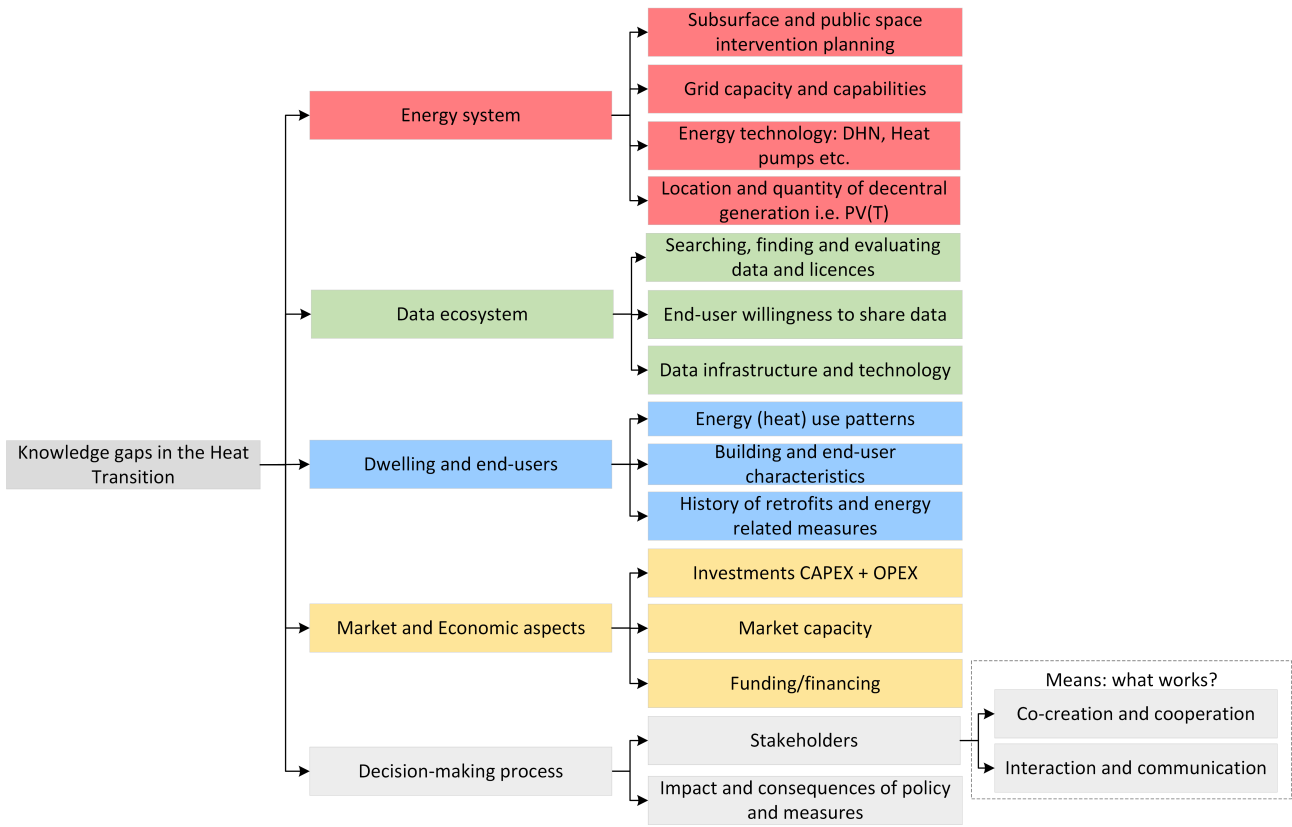 Subsurface and public space
intervention planning
Grid capacity and capabilities
Energy system
Energy technology: DHN, Heat
pumps etc.
Location and quantity of decentral
generation i.e. PV(T)
Searching, finding and evaluating
data and licences
Data ecosystem
End-user willingness to share data
Data infrastructure and technology
Energy (heat) use patterns
Knowledge gaps in the Heat
Transition
Dwelling and end-users
Building and end-user
characteristics
History of retrofits and energy
related measures
Investments CAPEX + OPEX
Market and Economic aspects
Market capacity
Funding/financing
Means: what works?
Co-creation and cooperation
Stakeholders
Interaction and communication
Decision-making process
Impact and consequences of policy
and measures